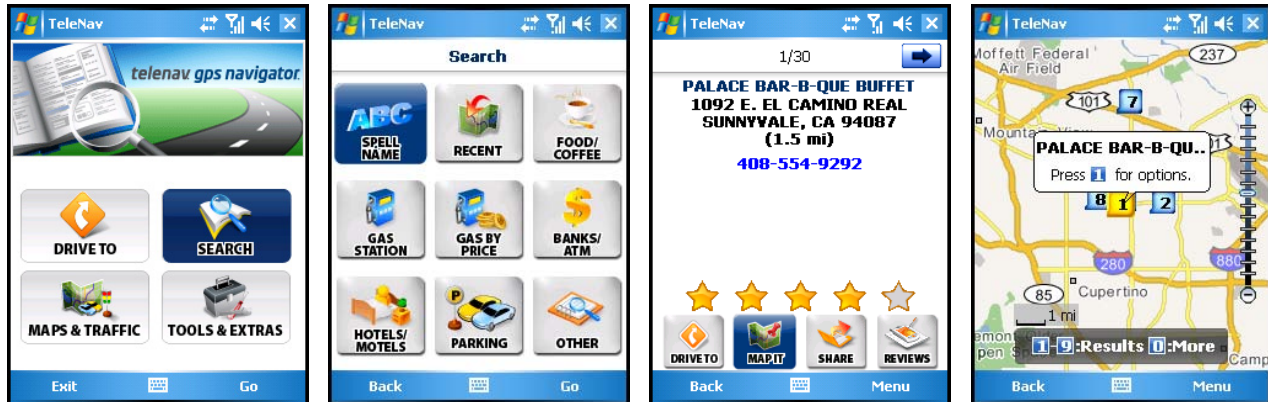 TeleNav
telenav gps navigator
DRIVE TO
SEARCH
MAPS & TRAFFIC
TOOLS & EXTRAS
Exit
Go
TeleNav
Search
ABC
SPELL
NAME
RECENT
FOOD/
COFFEE
GAS
STATION
GAS BY
PRICE
$
BANKS/
ATM
HOTELS/
MOTELS
P
PARKING
OTHER
Back
Go
TeleNav
1/30
PALACE BAR-B-QUE BUFFET
1092 E. EL CAMINO REAL
SUNNYVALE, CA 94087
(1.5 mi)
408-554-9292
DRIVE TO
MAP IT
SHARE
REVIEWS
Back
Menu
TeleNav
Moffett Federal
Air Field
237
101
7
PALACE BAR-B-QU..
Press 1 for options.
8
1
2
280
880
85
Cupertino
1 mi
1-9:Results 0:More
Back
Menu